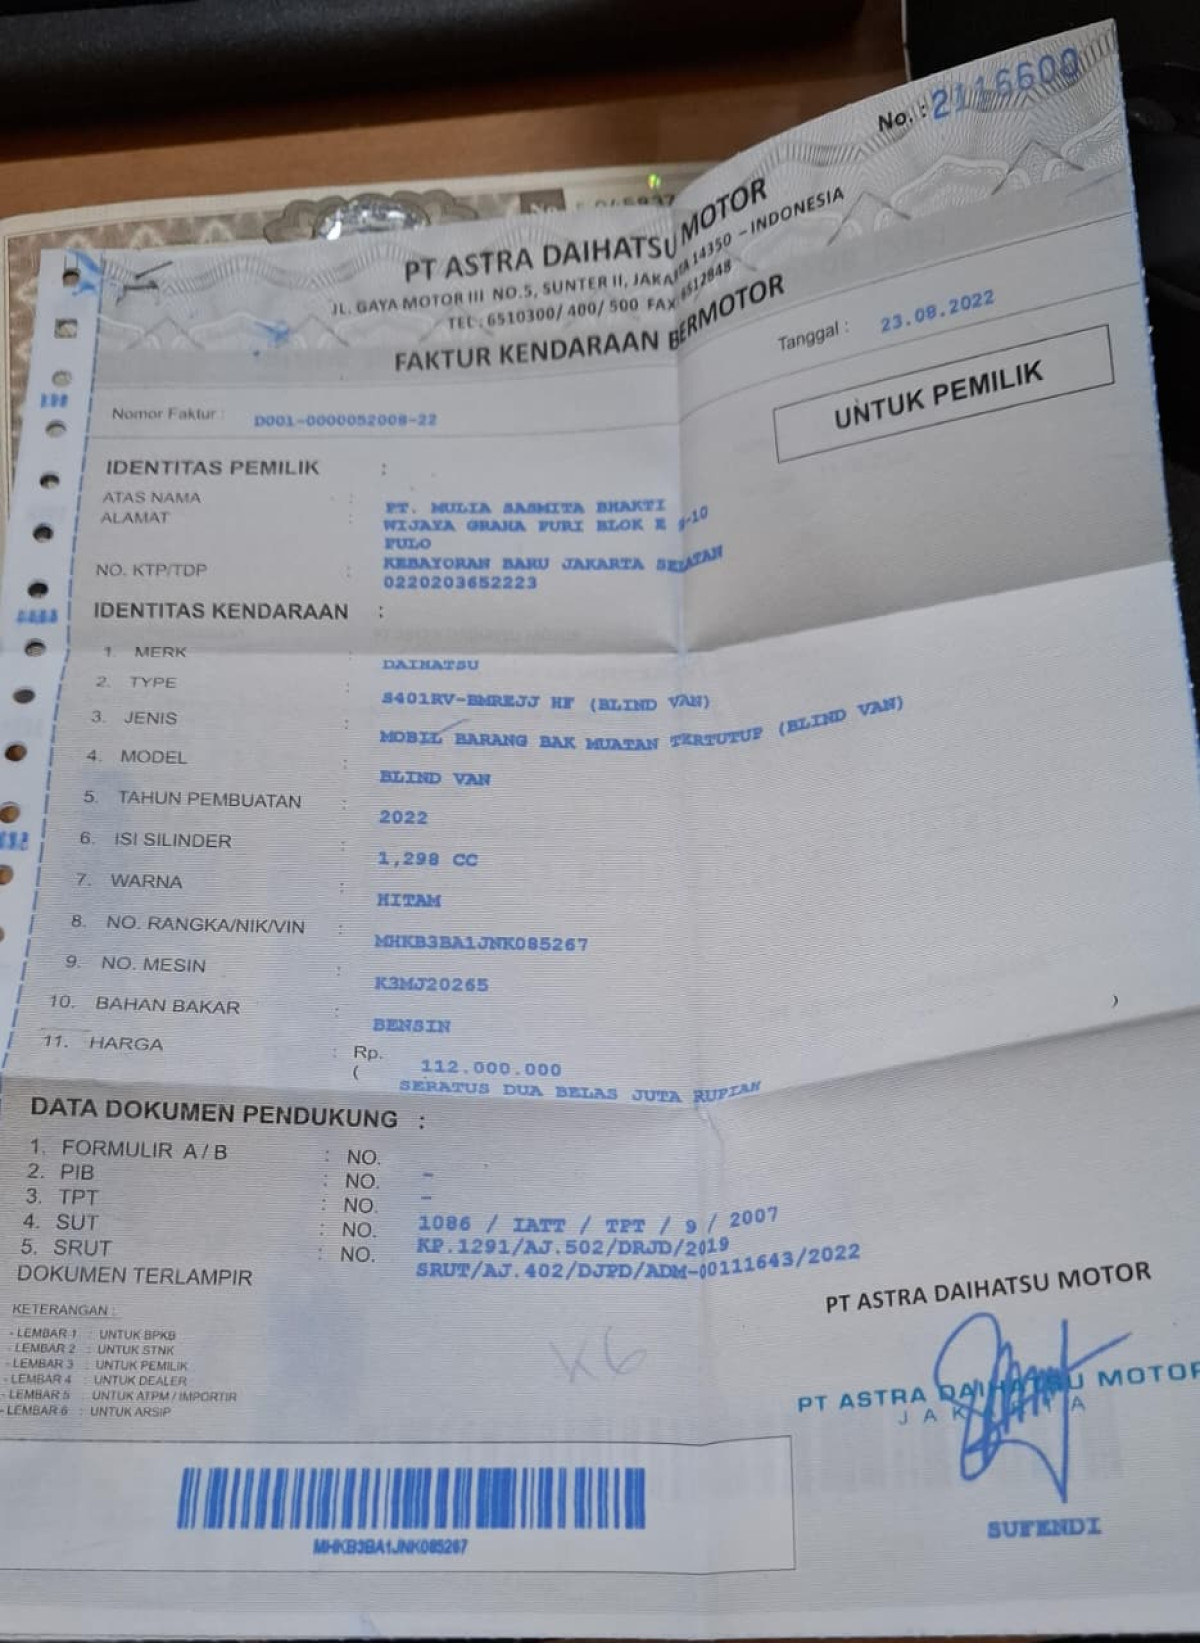 No. : 2116600
PT ASTRA DAIHATSU MOTOR
JL. GAYA MOTOR III NO.5, SUNTER II, JAKARTA 14350 – INDONESIA
TEL : 6510300/ 400/ 500 FAX 6512848
FAKTUR KENDARAAN BERMOTOR
Tanggal : 23.08.2022
UNTUK PEMILIK
Nomor Faktur : D001-0000052008-22
IDENTITAS PEMILIK :
ATAS NAMA : PT. MULIA SASMITA BHAKTI
ALAMAT : WIJAYA GRAHA PURI BLOK E 9-10
PULO
KEBAYORAN BARU JAKARTA SELATAN
NO. KTP/TDP : 0220203652223
IDENTITAS KENDARAAN :
1. MERK : DAIHATSU
2. TYPE : S401RV-BMREJJ HF (BLIND VAN)
3. JENIS : MOBIL BARANG BAK MUATAN TERTUTUP (BLIND VAN)
4. MODEL : BLIND VAN
5. TAHUN PEMBUATAN : 2022
6. ISI SILINDER : 1,298 CC
7. WARNA : HITAM
8. NO. RANGKA/NIK/VIN : MHKB3BA1JNK085267
9. NO. MESIN : K3MJ20265
10. BAHAN BAKAR : BENSIN
11. HARGA : Rp. 112.000.000
( SERATUS DUA BELAS JUTA RUPIAH )
DATA DOKUMEN PENDUKUNG :
1. FORMULIR A / B : NO. -
2. PIB : NO. -
3. TPT : NO. 1086 / IATT / TPT / 9 / 2007
4. SUT : NO. KP.1291/AJ.502/DRJD/2019
5. SRUT : NO. SRUT/AJ.402/DJPD/ADM-00111643/2022
DOKUMEN TERLAMPIR
KETERANGAN :
- LEMBAR 1 : UNTUK BPKB
- LEMBAR 2 : UNTUK STNK
- LEMBAR 3 : UNTUK PEMILIK
- LEMBAR 4 : UNTUK DEALER
- LEMBAR 5 : UNTUK ATPM / IMPORTIR
- LEMBAR 6 : UNTUK ARSIP
PT ASTRA DAIHATSU MOTOR
PT ASTRA DAIHATSU MOTOR
JAKARTA
SUFENDI
MHKB3BA1JNK085267